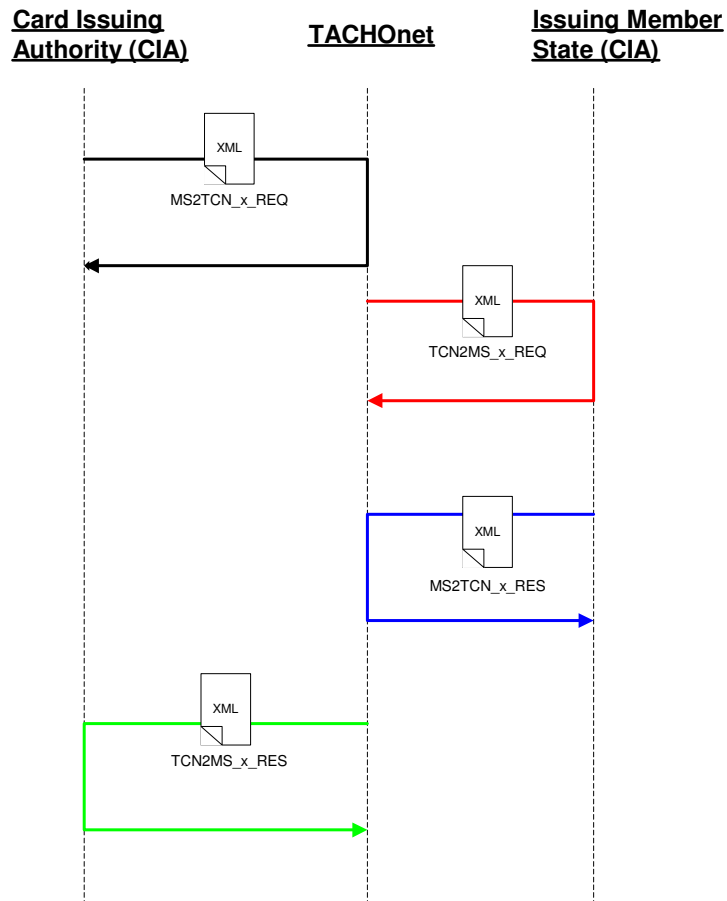 Card Issuing
Authority (CIA)
TACHOnet
Issuing Member
State (CIA)
XML
MS2TCN_x_REQ
XML
TCN2MS_x_REQ
XML
MS2TCN_x_RES
XML
TCN2MS_x_RES